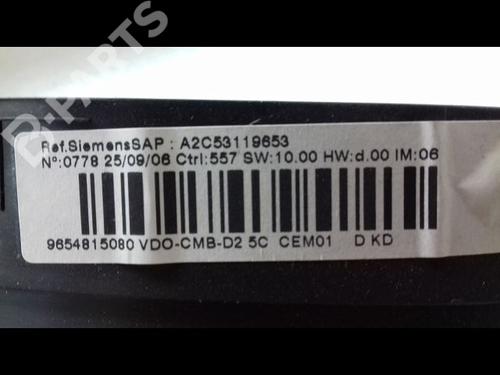 B-PARTS
Ref.SiemensSAP : A2C53119653
N°:0778 25/09/06 Ctrl:557 SW:10.00 HW:d.00 IM:06
9654815080 VDO-CMB-D2 5C CEM01 D KD